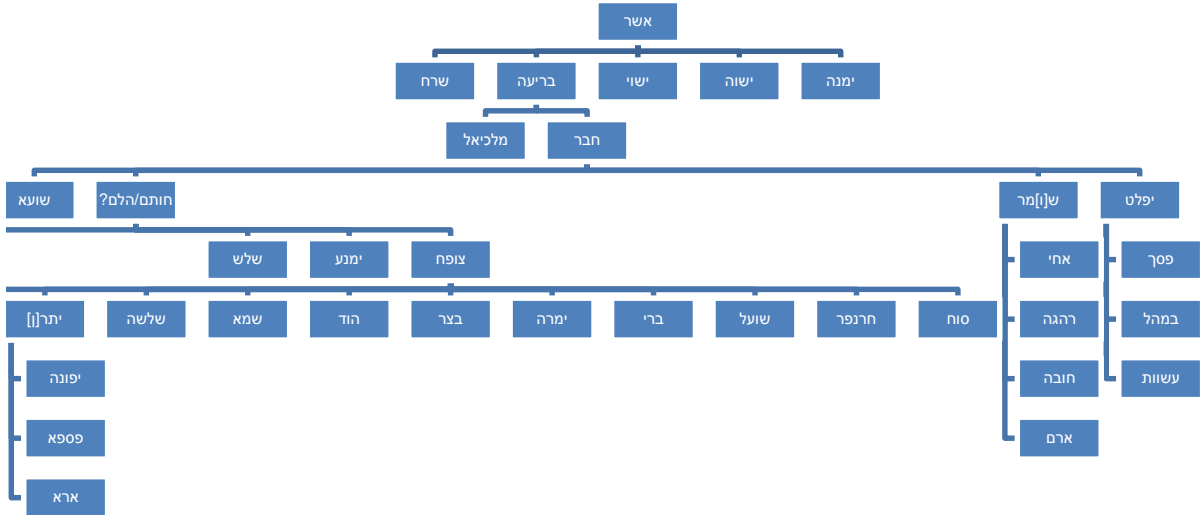 אשר
ימנה
ישוה
ישוי
בריעה
שרח
חבר
מלכיאל
יפלט
ש[ו]מר
חותם/הלם?
שועא
פסך
אחי
צופח
ימנע
שלש
במהל
רהגה
סוח
חרנפר
שועל
ברי
ימרה
בצר
הוד
שמא
שלשה
יתר[ן]
עשוות
חובה
יפונה
ארם
פספא
ארא